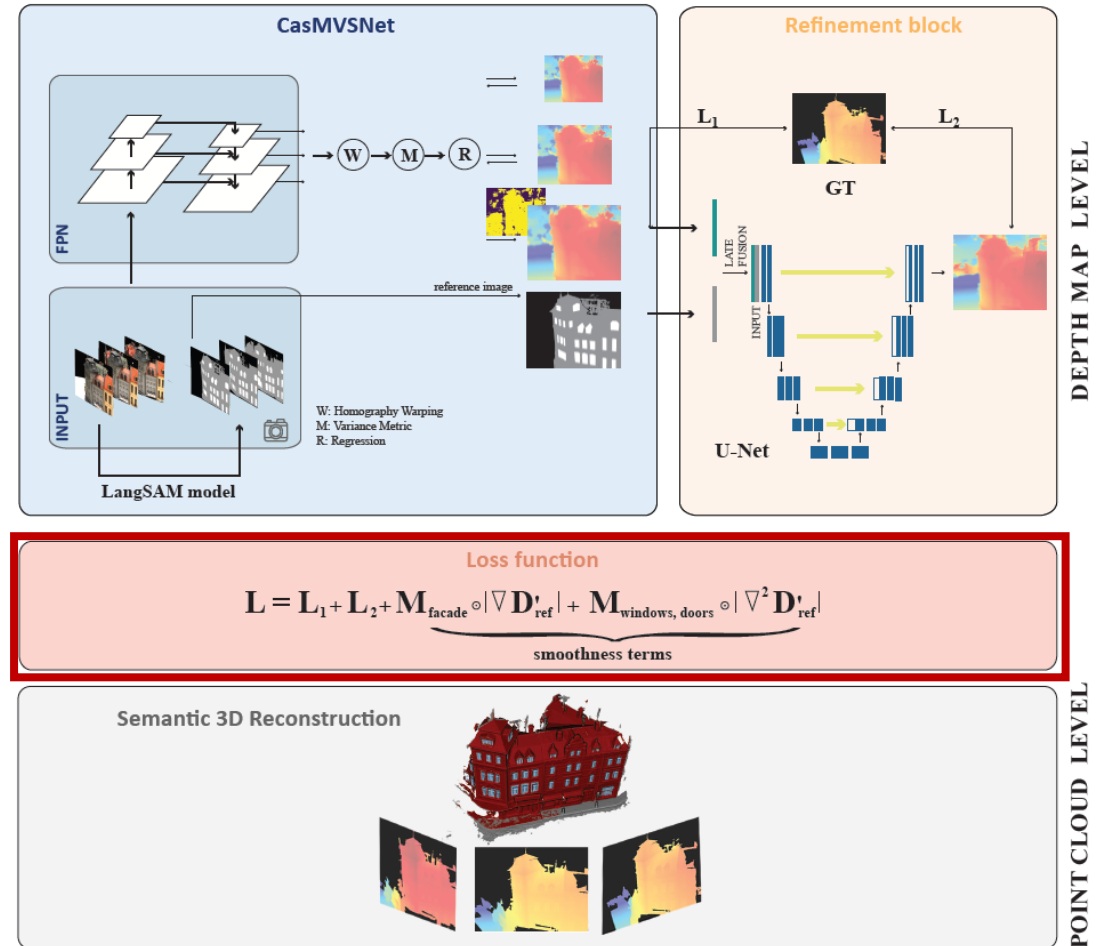 CasMVSNet
Refinement block
FPN
W
M
R
L1
L2
GT
LATE
FUSION
INPUT
reference image
INPUT
W: Homography Warping
M: Variance Metric
R: Regression
U-Net
LangSAM model
DEPTH MAP LEVEL
Loss function
L = L1 + L2 + Mfacade ⊙|∇ D'ref| + Mwindows, doors ⊙|∇² D'ref|
smoothness terms
Semantic 3D Reconstruction
POINT CLOUD LEVEL